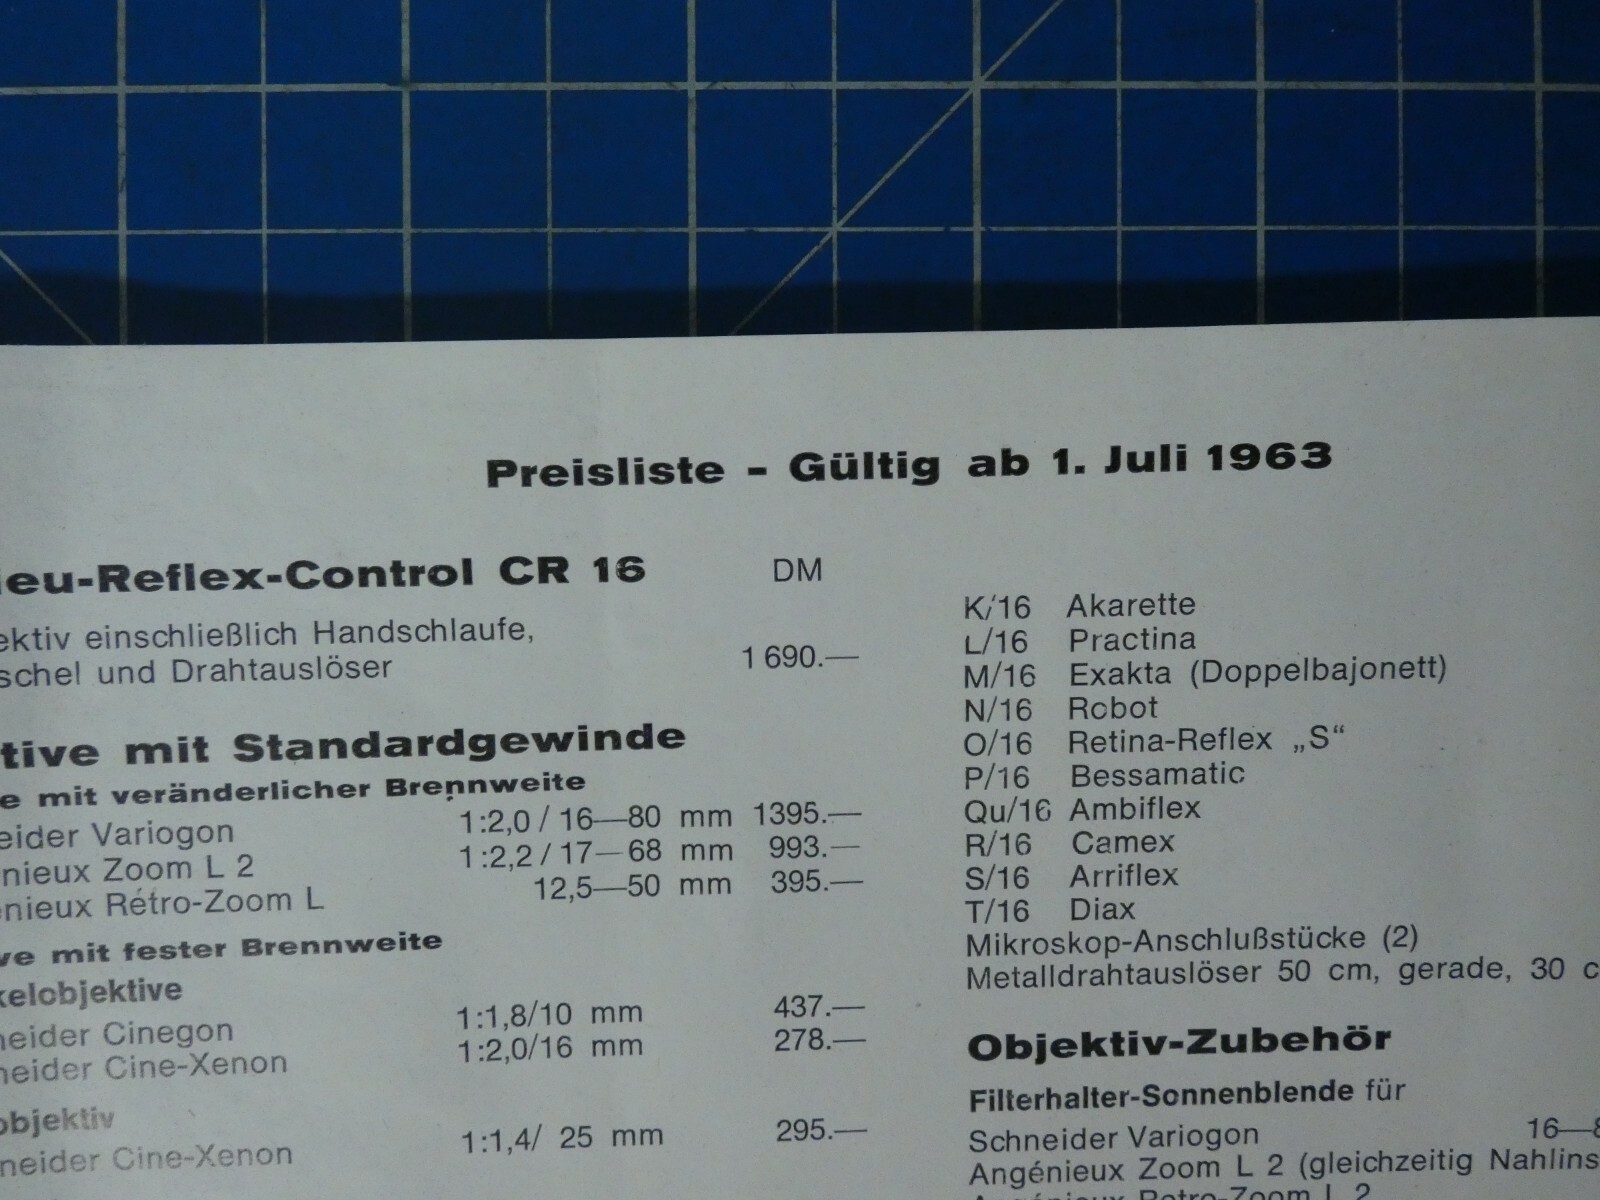 Preisliste - Gültig ab 1. Juli 1963
ieu-Reflex-Control CR 16 DM
ektiv einschließlich Handschlaufe,
schel und Drahtauslöser 1 690.—
tive mit Standardgewinde
e mit veränderlicher Brennweite
eider Variogon 1:2,0 / 16—80 mm 1395.—
nieux Zoom L 2 1:2,2 / 17—68 mm 993.—
énieux Rétro-Zoom L 12,5—50 mm 395.—
ve mit fester Brennweite
kelobjektive
neider Cinegon 1:1,8/10 mm 437.—
neider Cine-Xenon 1:2,0/16 mm 278.—
objektiv
neider Cine-Xenon 1:1,4/ 25 mm 295.—
K/16 Akarette
L/16 Practina
M/16 Exakta (Doppelbajonett)
N/16 Robot
O/16 Retina-Reflex „S“
P/16 Bessamatic
Qu/16 Ambiflex
R/16 Camex
S/16 Arriflex
T/16 Diax
Mikroskop-Anschlußstücke (2)
Metalldrahtauslöser 50 cm, gerade, 30 c
Objektiv-Zubehör
Filterhalter-Sonnenblende für
Schneider Variogon 16—8
Angénieux Zoom L 2 (gleichzeitig Nahlins
Angénieux Retro-Zoom L 2